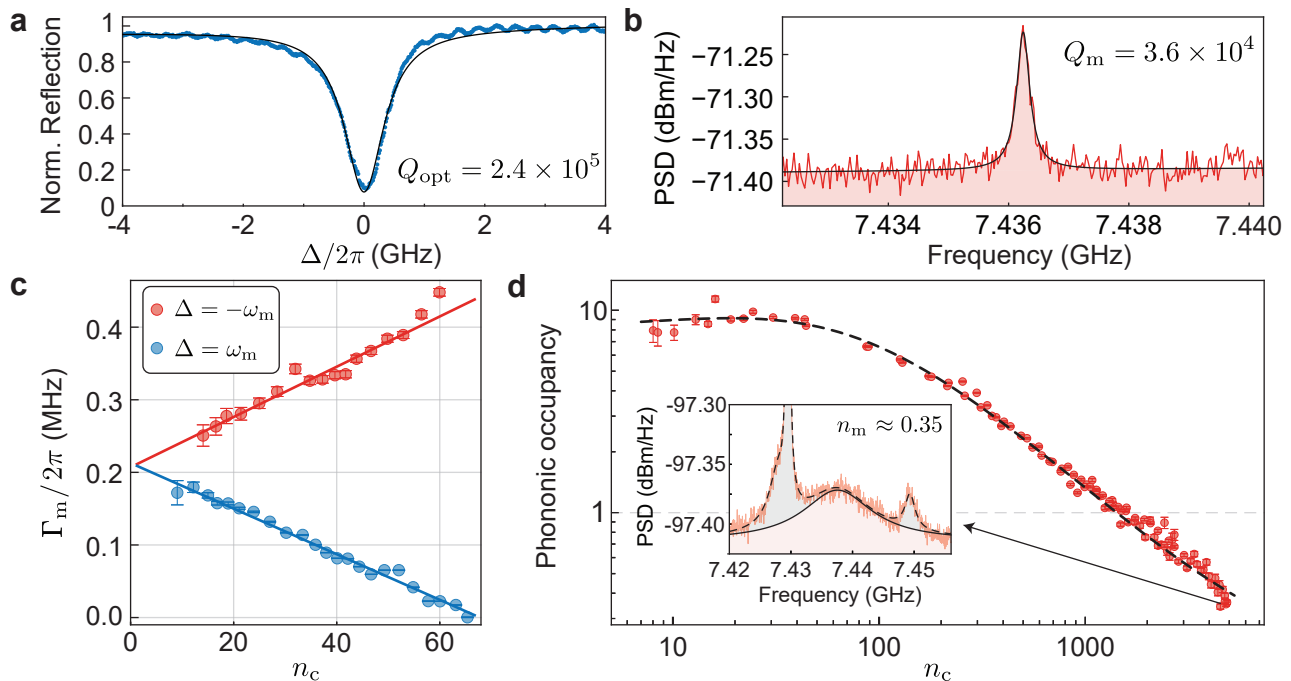 a
Norm. Reflection
1
0.8
0.6
0.4
0.2
0
-4
-2
0
2
4
Δ/2π (GHz)
Q_opt = 2.4 × 10^5
b
PSD (dBm/Hz)
−71.25
−71.30
−71.35
−71.40
7.434
7.436
7.438
7.440
Frequency (GHz)
Q_m = 3.6 × 10^4
c
Γ_m/2π (MHz)
0.4
0.3
0.2
0.1
0.0
0
20
40
60
n_c
Δ = −ω_m
Δ = ω_m
d
Phononic occupancy
10
1
10
100
1000
n_c
PSD (dBm/Hz)
-97.30
-97.35
-97.40
7.42
7.43
7.44
7.45
Frequency (GHz)
n_m ≈ 0.35